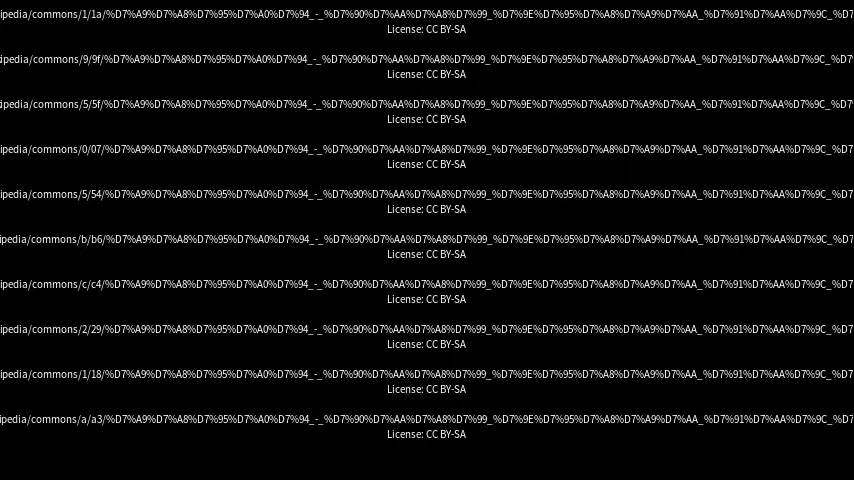 ipedia/commons/1/1a/%D7%A9%D7%A8%D7%95%D7%A0%D7%94_-_%D7%90%D7%AA%D7%A8%D7%99_%D7%9E%D7%95%D7%A8%D7%A9%D7%AA_%D7%91%D7%AA%D7%9C_%D7
License: CC BY-SA
ipedia/commons/9/9f/%D7%A9%D7%A8%D7%95%D7%A0%D7%94_-_%D7%90%D7%AA%D7%A8%D7%99_%D7%9E%D7%95%D7%A8%D7%A9%D7%AA_%D7%91%D7%AA%D7%9C_%D7
License: CC BY-SA
ipedia/commons/5/5f/%D7%A9%D7%A8%D7%95%D7%A0%D7%94_-_%D7%90%D7%AA%D7%A8%D7%99_%D7%9E%D7%95%D7%A8%D7%A9%D7%AA_%D7%91%D7%AA%D7%9C_%D7
License: CC BY-SA
ipedia/commons/0/07/%D7%A9%D7%A8%D7%95%D7%A0%D7%94_-_%D7%90%D7%AA%D7%A8%D7%99_%D7%9E%D7%95%D7%A8%D7%A9%D7%AA_%D7%91%D7%AA%D7%9C_%D7
License: CC BY-SA
ipedia/commons/5/54/%D7%A9%D7%A8%D7%95%D7%A0%D7%94_-_%D7%90%D7%AA%D7%A8%D7%99_%D7%9E%D7%95%D7%A8%D7%A9%D7%AA_%D7%91%D7%AA%D7%9C_%D7
License: CC BY-SA
ipedia/commons/b/b6/%D7%A9%D7%A8%D7%95%D7%A0%D7%94_-_%D7%90%D7%AA%D7%A8%D7%99_%D7%9E%D7%95%D7%A8%D7%A9%D7%AA_%D7%91%D7%AA%D7%9C_%D7
License: CC BY-SA
ipedia/commons/c/c4/%D7%A9%D7%A8%D7%95%D7%A0%D7%94_-_%D7%90%D7%AA%D7%A8%D7%99_%D7%9E%D7%95%D7%A8%D7%A9%D7%AA_%D7%91%D7%AA%D7%9C_%D7
License: CC BY-SA
ipedia/commons/2/29/%D7%A9%D7%A8%D7%95%D7%A0%D7%94_-_%D7%90%D7%AA%D7%A8%D7%99_%D7%9E%D7%95%D7%A8%D7%A9%D7%AA_%D7%91%D7%AA%D7%9C_%D7
License: CC BY-SA
ipedia/commons/1/18/%D7%A9%D7%A8%D7%95%D7%A0%D7%94_-_%D7%90%D7%AA%D7%A8%D7%99_%D7%9E%D7%95%D7%A8%D7%A9%D7%AA_%D7%91%D7%AA%D7%9C_%D7
License: CC BY-SA
ipedia/commons/a/a3/%D7%A9%D7%A8%D7%95%D7%A0%D7%94_-_%D7%90%D7%AA%D7%A8%D7%99_%D7%9E%D7%95%D7%A8%D7%A9%D7%AA_%D7%91%D7%AA%D7%9C_%D7
License: CC BY-SA